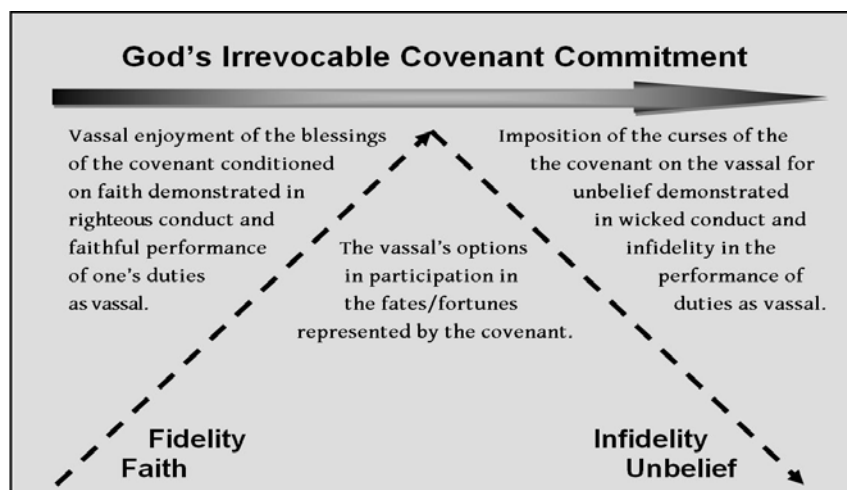 God's Irrevocable Covenant Commitment
Vassal enjoyment of the blessings
of the covenant conditioned
on faith demonstrated in
righteous conduct and
faithful performance
of one's duties
as vassal.
Imposition of the curses of the
the covenant on the vassal for
unbelief demonstrated
in wicked conduct and
infidelity in the
performance of
duties as vassal.
The vassal's options
in participation in
the fates/fortunes
represented by the covenant.
Fidelity
Faith
Infidelity
Unbelief